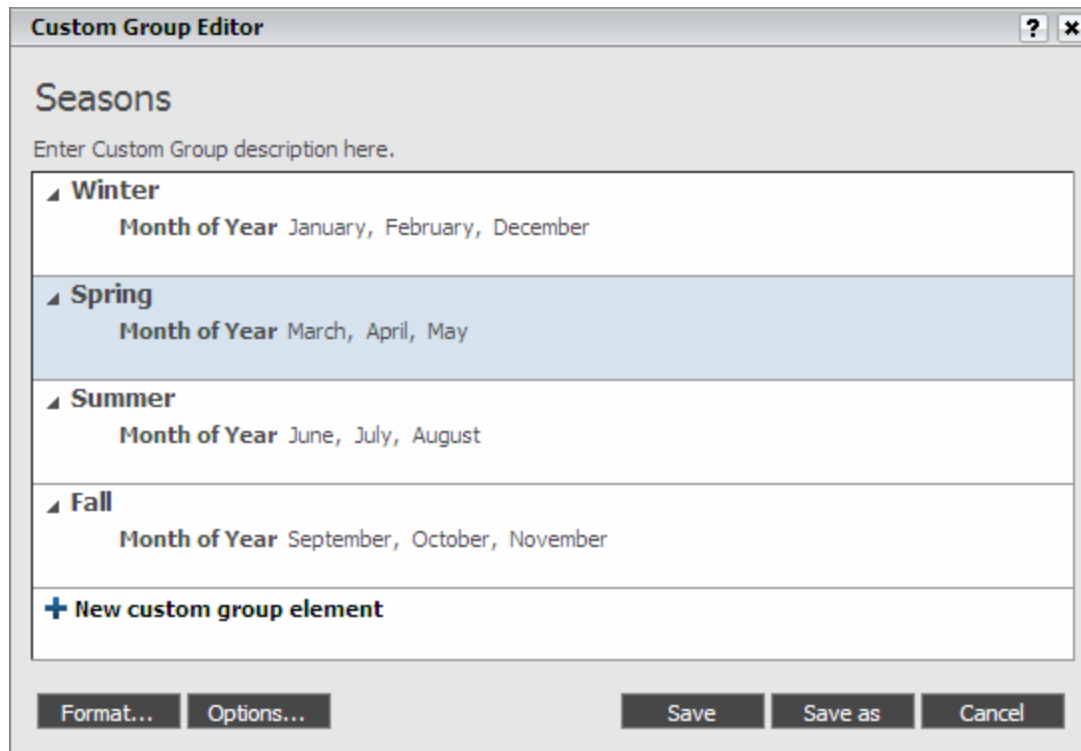 Custom Group Editor ? ×
Seasons
Enter Custom Group description here.
Winter
Month of Year January, February, December
Spring
Month of Year March, April, May
Summer
Month of Year June, July, August
Fall
Month of Year September, October, November
New custom group element
Format... Options... Save Save as Cancel